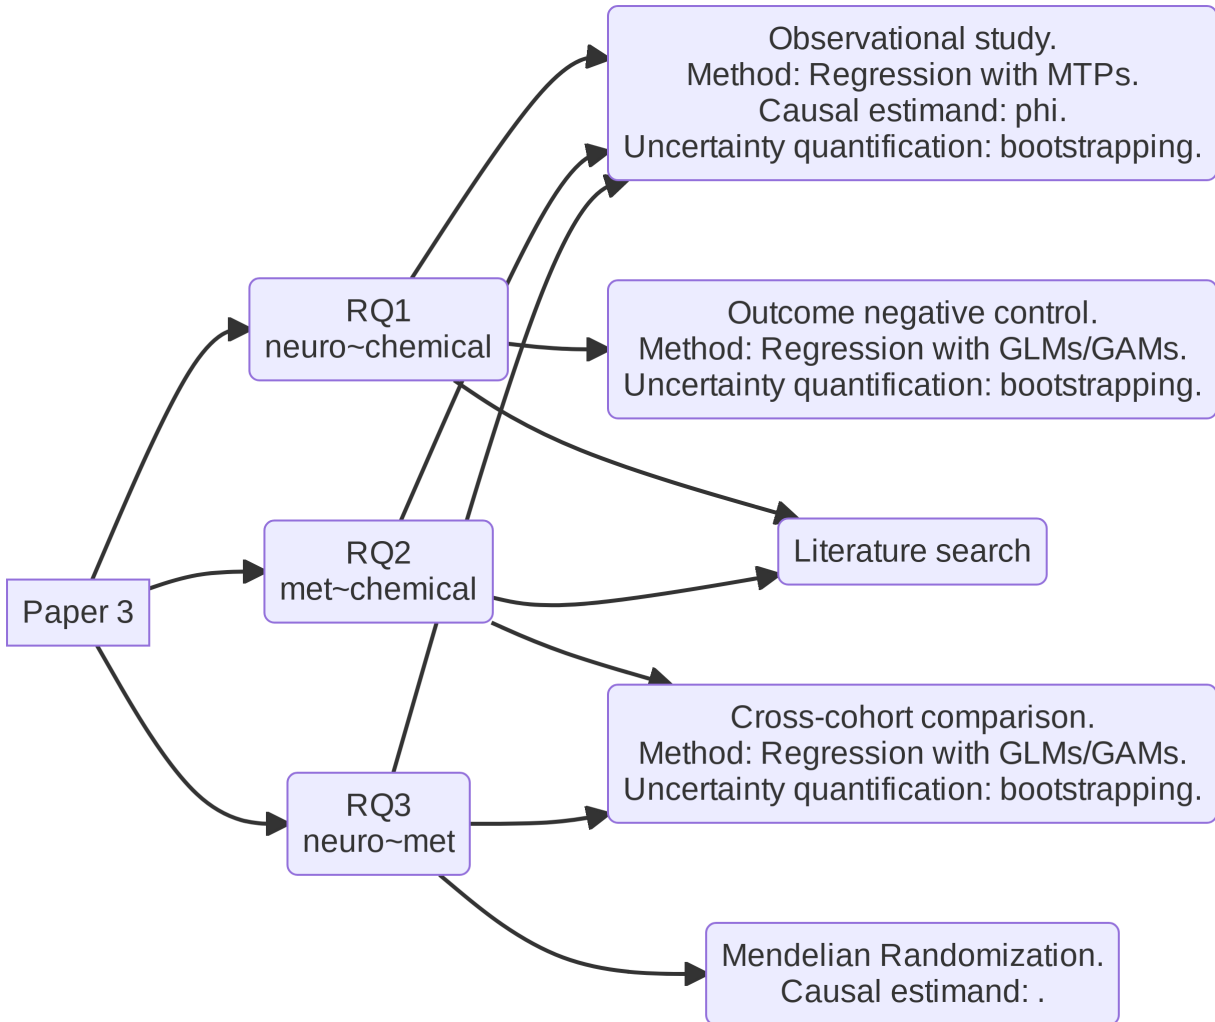 Paper 3
RQ1
neuro~chemical
RQ2
met~chemical
RQ3
neuro~met
Observational study.
Method: Regression with MTPs.
Causal estimand: phi.
Uncertainty quantification: bootstrapping.
Outcome negative control.
Method: Regression with GLMs/GAMs.
Uncertainty quantification: bootstrapping.
Literature search
Cross-cohort comparison.
Method: Regression with GLMs/GAMs.
Uncertainty quantification: bootstrapping.
Mendelian Randomization.
Causal estimand: .